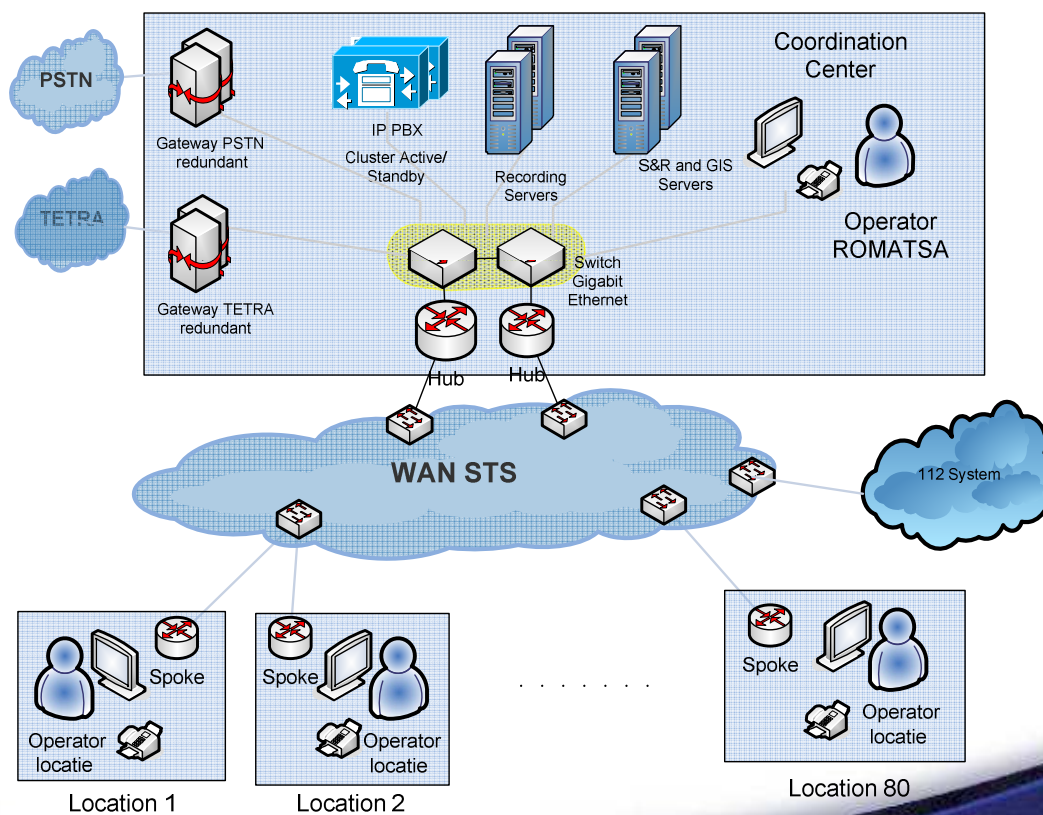 PSTN
Gateway PSTN
redundant
IP PBX
Cluster Active/
Standby
Recording
Servers
S&R and GIS
Servers
Coordination
Center
Operator
ROMATSA
TETRA
Gateway TETRA
redundant
Switch
Gigabit
Ethernet
Hub
Hub
WAN STS
112 System
Spoke
Operator
locatie
Location 1
Spoke
Operator
locatie
Location 2
. . . . . . .
Spoke
Operator
locatie
Location 80